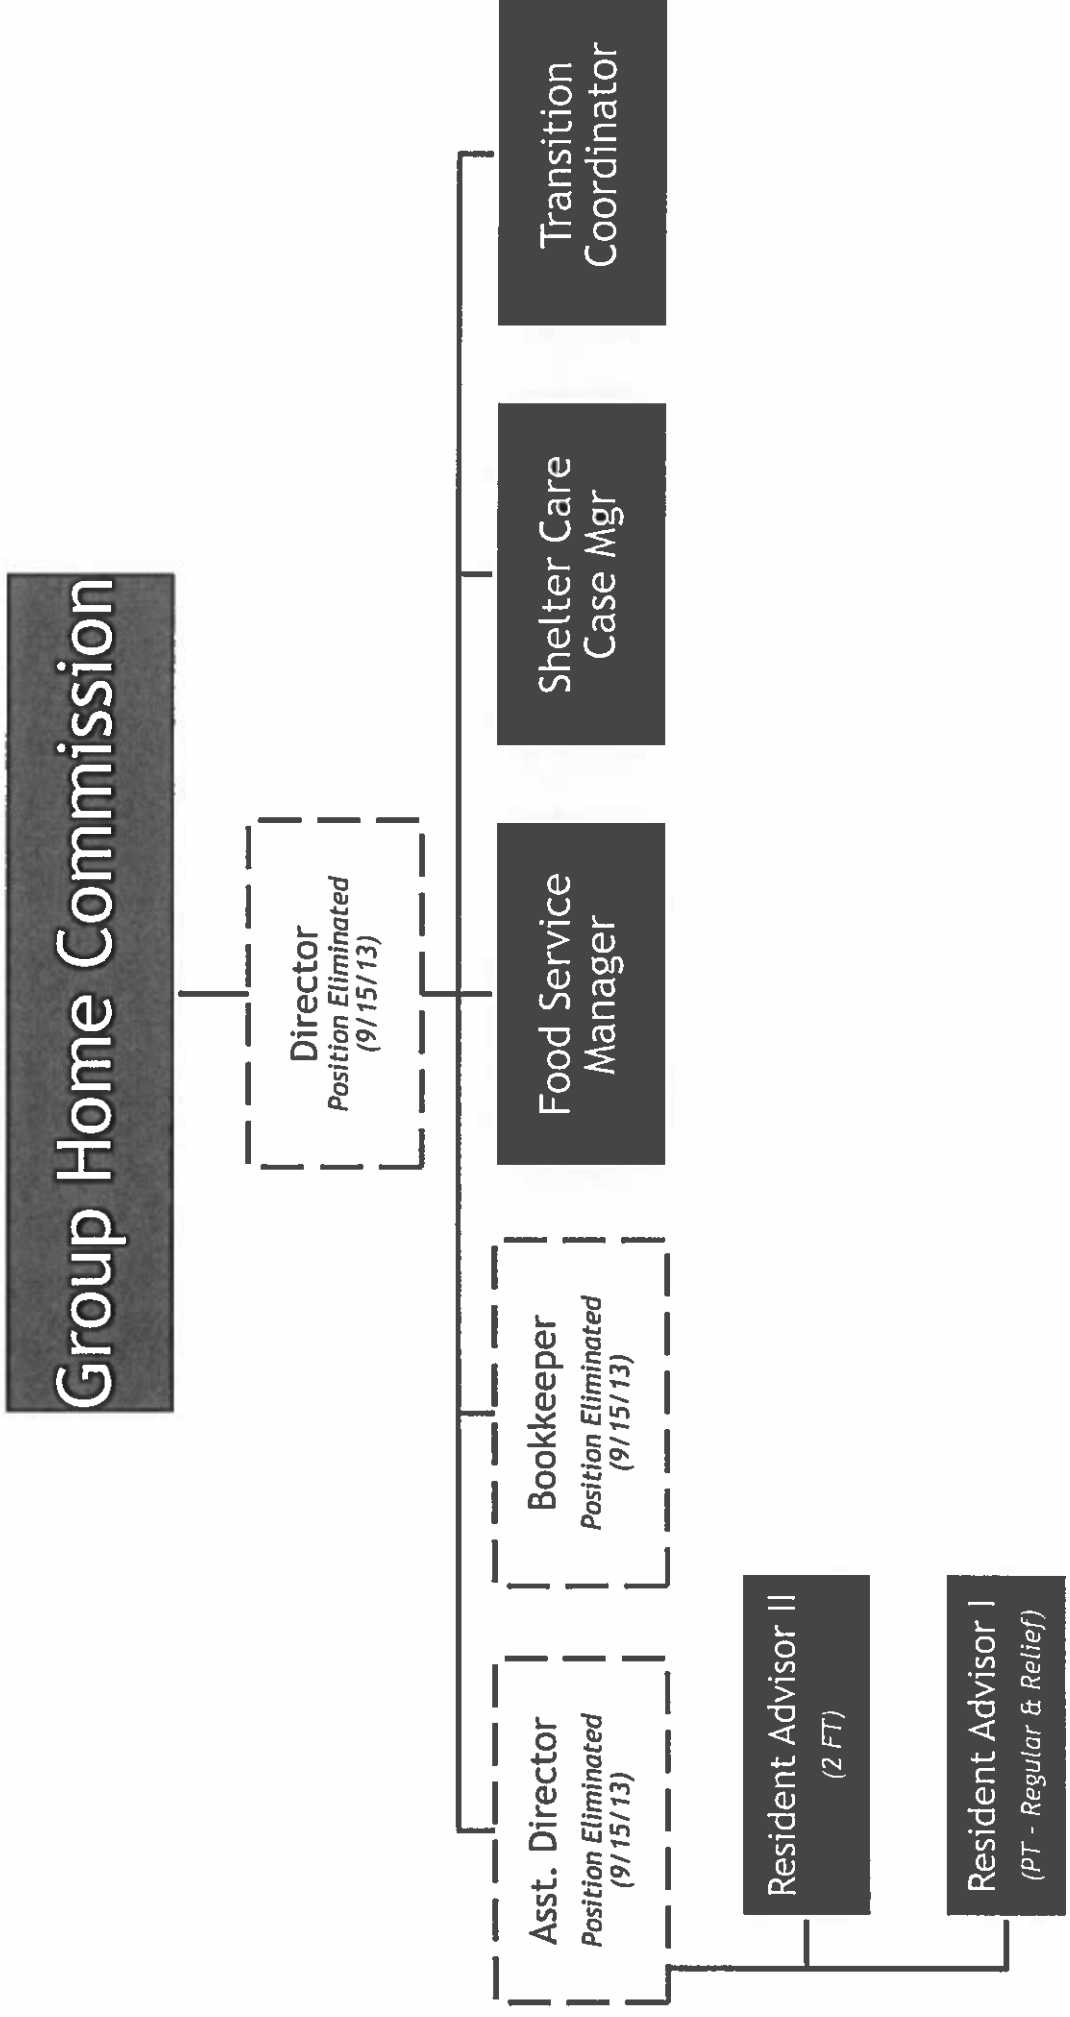 Group Home Commission
Director
Position Eliminated
(9/15/13)
Asst. Director
Position Eliminated
(9/15/13)
Bookkeeper
Position Eliminated
(9/15/13)
Food Service
Manager
Shelter Care
Case Mgr
Transition
Coordinator
Resident Advisor II
(2 FT)
Resident Advisor I
(PT - Regular & Relief)